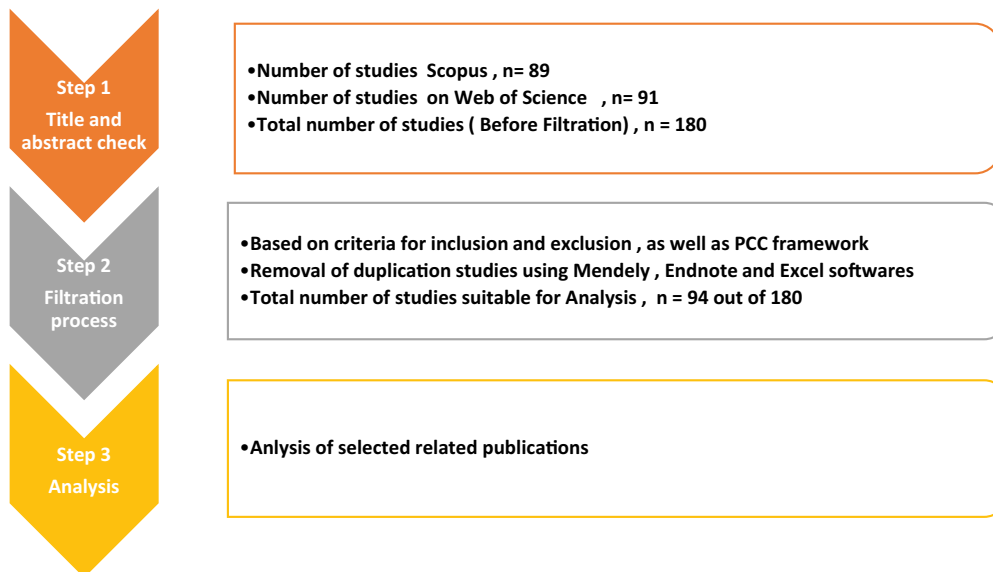 Step 1
Title and
abstract check
•Number of studies Scopus , n= 89
•Number of studies on Web of Science , n= 91
•Total number of studies ( Before Filtration) , n = 180
Step 2
Filtration
process
•Based on criteria for inclusion and exclusion , as well as PCC framework
•Removal of duplication studies using Mendely , Endnote and Excel softwares
•Total number of studies suitable for Analysis , n = 94 out of 180
Step 3
Analysis
•Anlysis of selected related publications